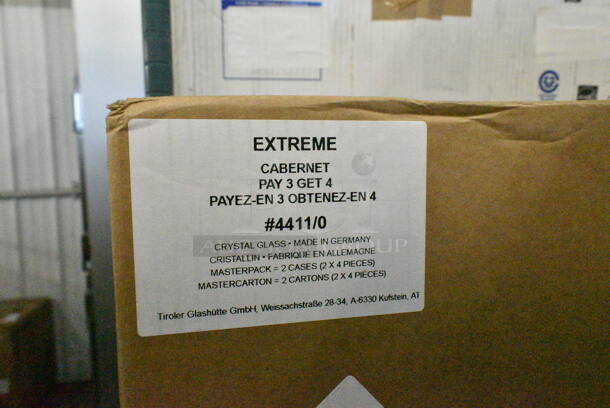 EXTREME
CABERNET
PAY 3 GET 4
PAYEZ-EN 3 OBTENEZ-EN 4
#4411/0
CRYSTAL GLASS • MADE IN GERMANY
CRISTALLIN • FABRIQUE EN ALLEMAGNE
MASTERPACK = 2 CASES (2 X 4 PIECES)
MASTERCARTON = 2 CARTONS (2 X 4 PIÈCES)
Tiroler Glashütte GmbH, Weissachstraße 28-34, A-6330 Kufstein, AT